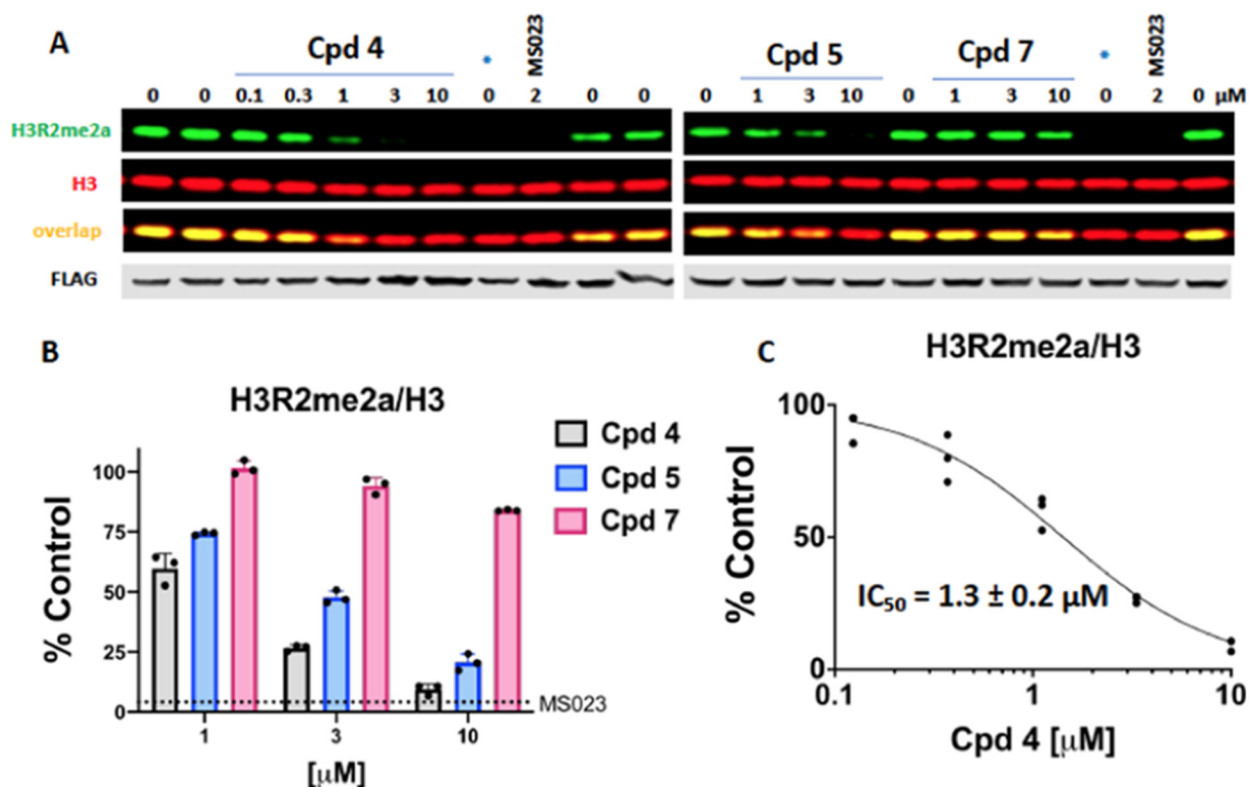 A
Cpd 4
*
MS023
Cpd 5
Cpd 7
*
MS023
0 0 0.1 0.3 1 3 10 0 2 0 0
0 1 3 10 0 1 3 10 0 2 0 μM
H3R2me2a
H3
overlap
FLAG
B
H3R2me2a/H3
% Control
100
75
50
25
0
1 3 10
[μM]
MS023
Cpd 4
Cpd 5
Cpd 7
C
H3R2me2a/H3
% Control
100
50
0
IC₅₀ = 1.3 ± 0.2 μM
0.1 1 10
Cpd 4 [μM]